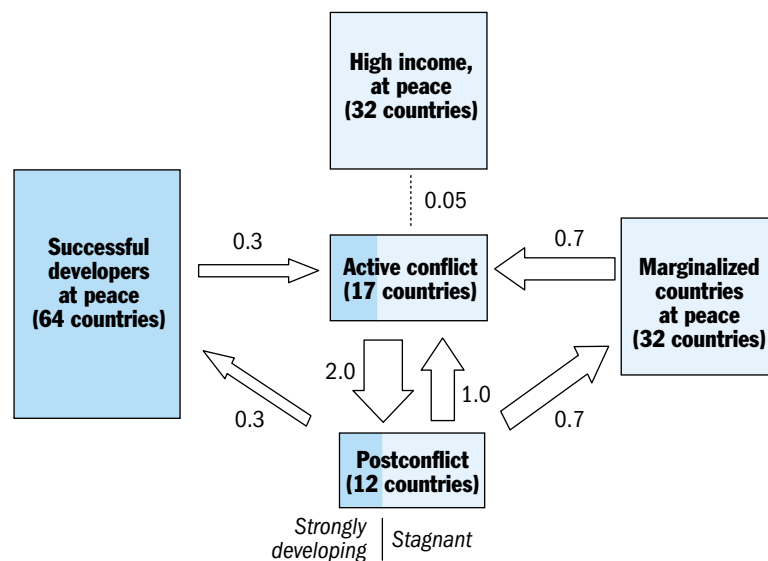 High income,
at peace
(32 countries)
0.05
Successful
developers
at peace
(64 countries)
0.3
Active conflict
(17 countries)
0.7
Marginalized
countries
at peace
(32 countries)
2.0
1.0
0.3
0.7
Postconflict
(12 countries)
Strongly
developing
Stagnant